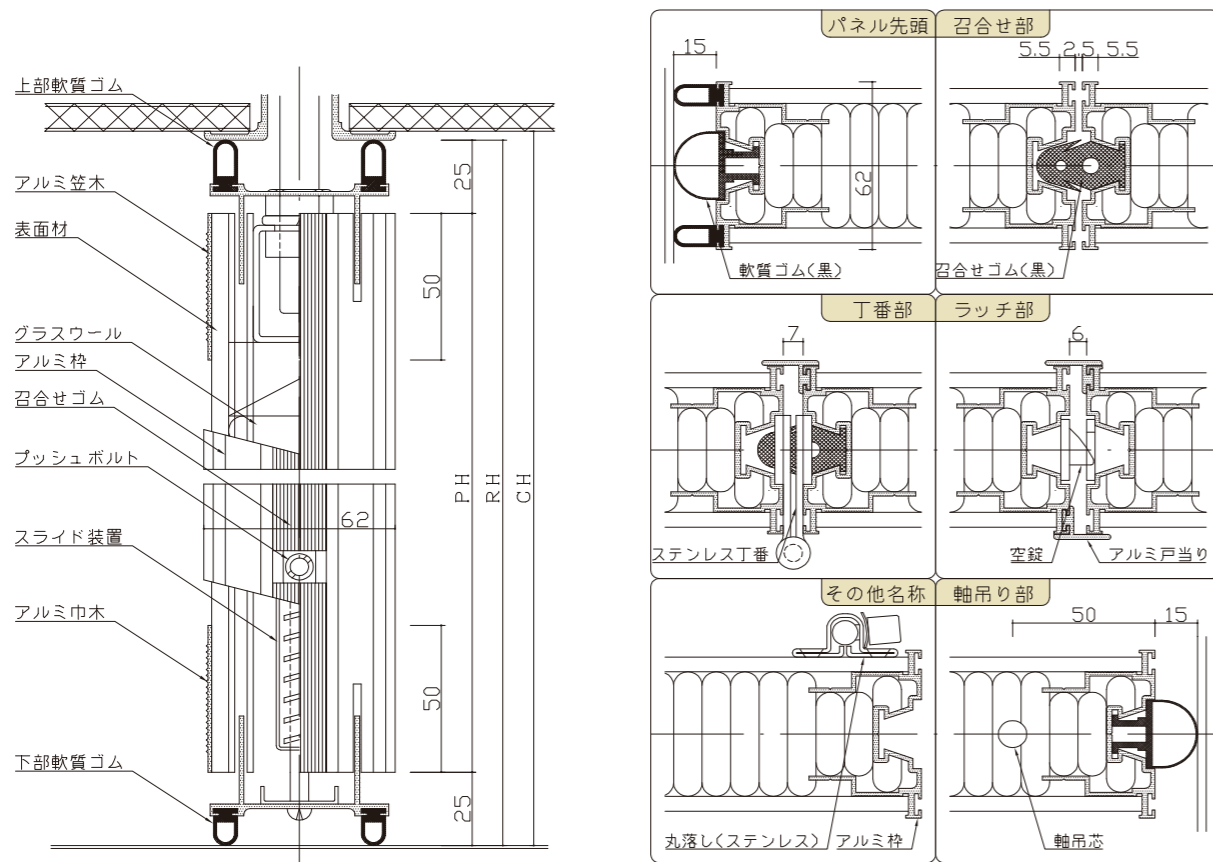 上部軟質ゴム
アルミ笠木
表面材
グラスウール
アルミ枠
召合せゴム
プッシュボルト
スライド装置
アルミ巾木
下部軟質ゴム
25
50
62
50
25
PH
RH
CH
パネル先頭
15
62
軟質ゴム(黒)
召合せ部
5.5 2.5 5.5
召合せゴム(黒)
丁番部
7
ステンレス丁番
ラッチ部
6
空錠
アルミ戸当り
その他名称
丸落し(ステンレス)
アルミ枠
軸吊り部
50
15
軸吊芯